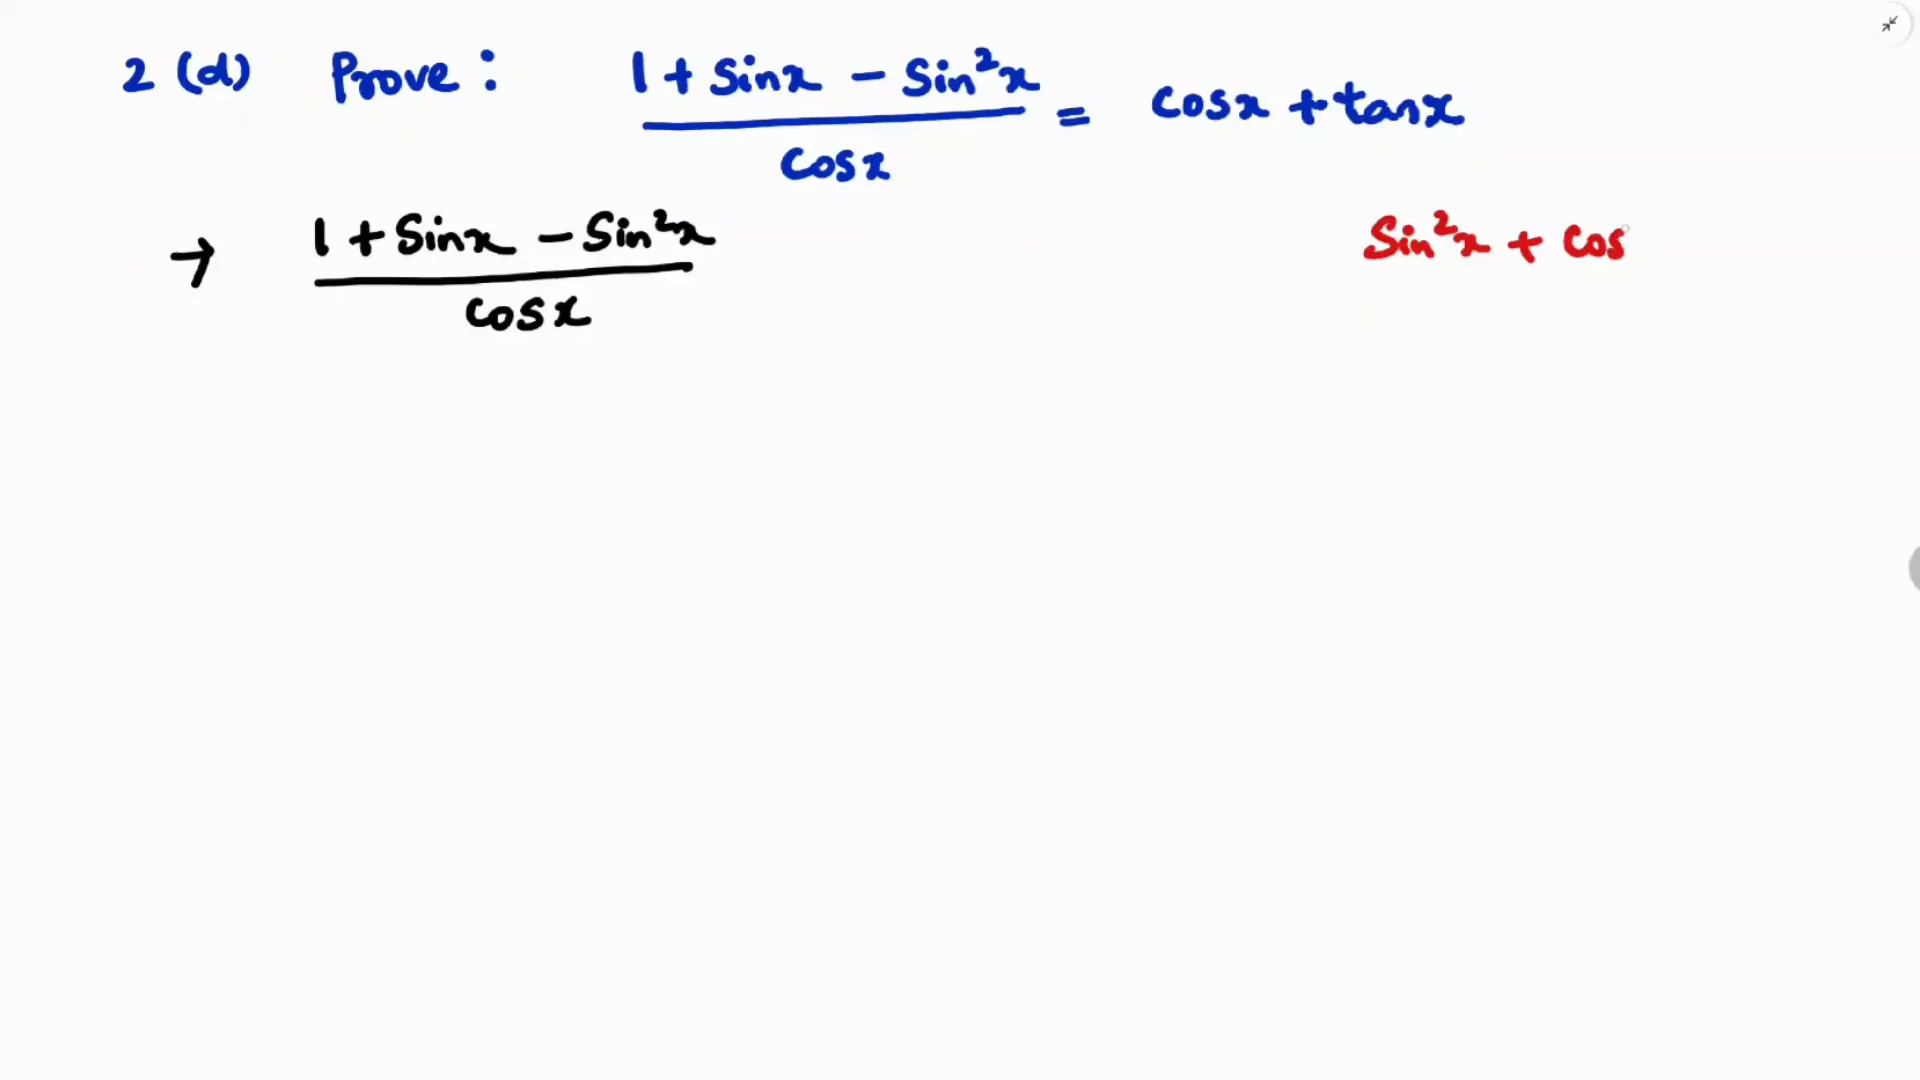 2 (d) Prove : 1 + Sinx - Sin²x / Cosx = Cosx + tanx
→ 1 + Sinx - Sin²x / Cosx
Sin²x + Cos